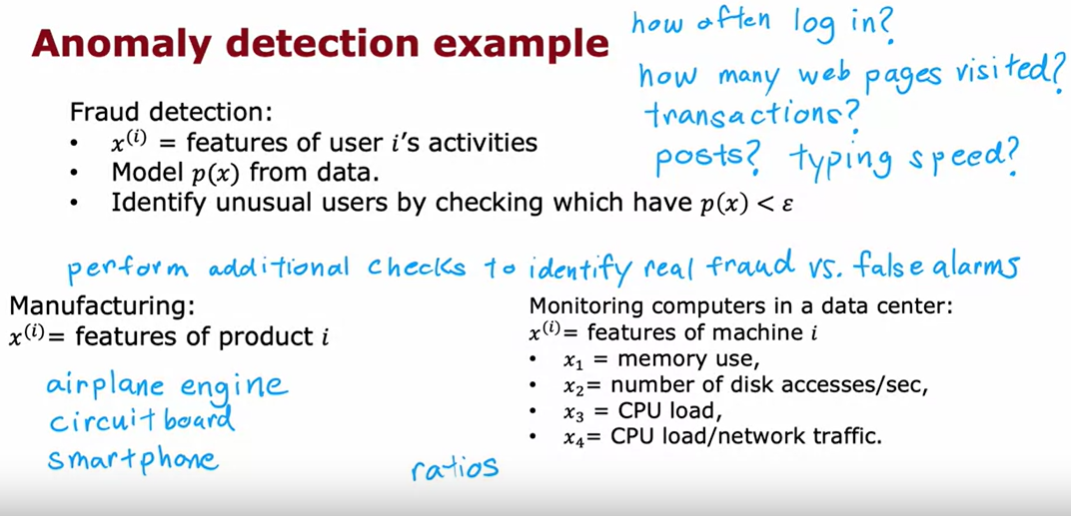 Anomaly detection example
how often log in?
how many web pages visited?
transactions?
posts? typing speed?
Fraud detection:
• x⁽ⁱ⁾ = features of user i's activities
• Model p(x) from data.
• Identify unusual users by checking which have p(x) < ε
perform additional checks to identify real fraud vs. false alarms
Manufacturing:
x⁽ⁱ⁾= features of product i
airplane engine
circuit board
smartphone
ratios
Monitoring computers in a data center:
x⁽ⁱ⁾= features of machine i
• x₁ = memory use,
• x₂= number of disk accesses/sec,
• x₃ = CPU load,
• x₄= CPU load/network traffic.